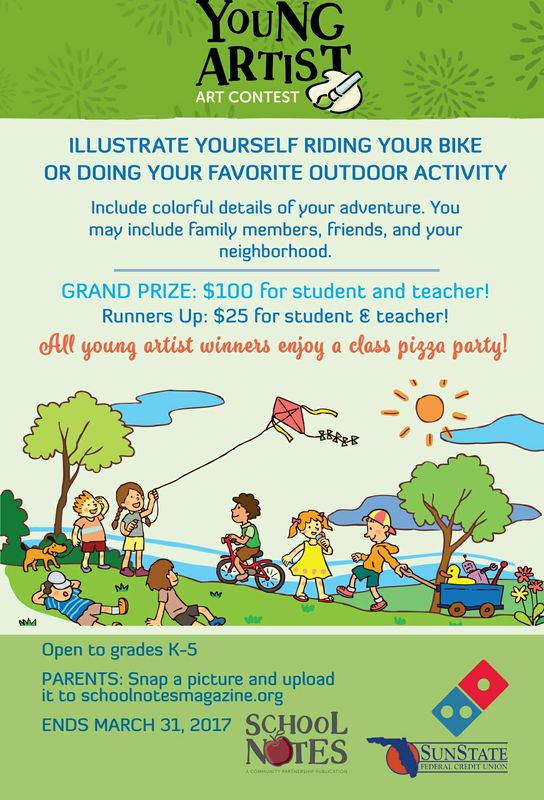 YOUNG
ARTIST
ART CONTEST
ILLUSTRATE YOURSELF RIDING YOUR BIKE
OR DOING YOUR FAVORITE OUTDOOR ACTIVITY
Include colorful details of your adventure. You
may include family members, friends, and your
neighborhood.
GRAND PRIZE: $100 for student and teacher!
Runners Up: $25 for student & teacher!
All young artist winners enjoy a class pizza party!
Open to grades K-5
PARENTS: Snap a picture and upload
it to schoolnotesmagazine.org
ENDS MARCH 31, 2017
SCHOOL
NOTES
A COMMUNITY PARTNERSHIP PUBLICATION
SUNSTATE
FEDERAL CREDIT UNION